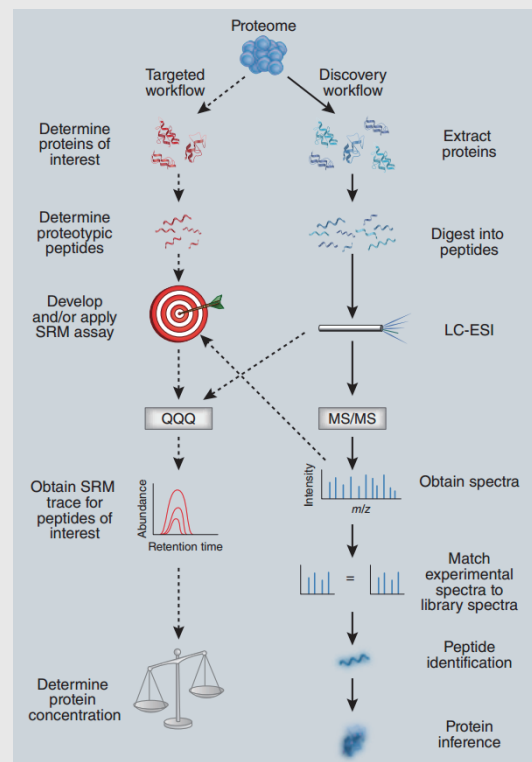 Proteome
Targeted
workflow
Discovery
workflow
Determine
proteins of
interest
Extract
proteins
Determine
proteotypic
peptides
Digest into
peptides
Develop
and/or apply
SRM assay
LC-ESI
QQQ
MS/MS
Obtain SRM
trace for
peptides of
interest
Abundance
Retention time
Intensity
m/z
Obtain spectra
=
Match
experimental
spectra to
library spectra
Peptide
identification
Determine
protein
concentration
Protein
inference